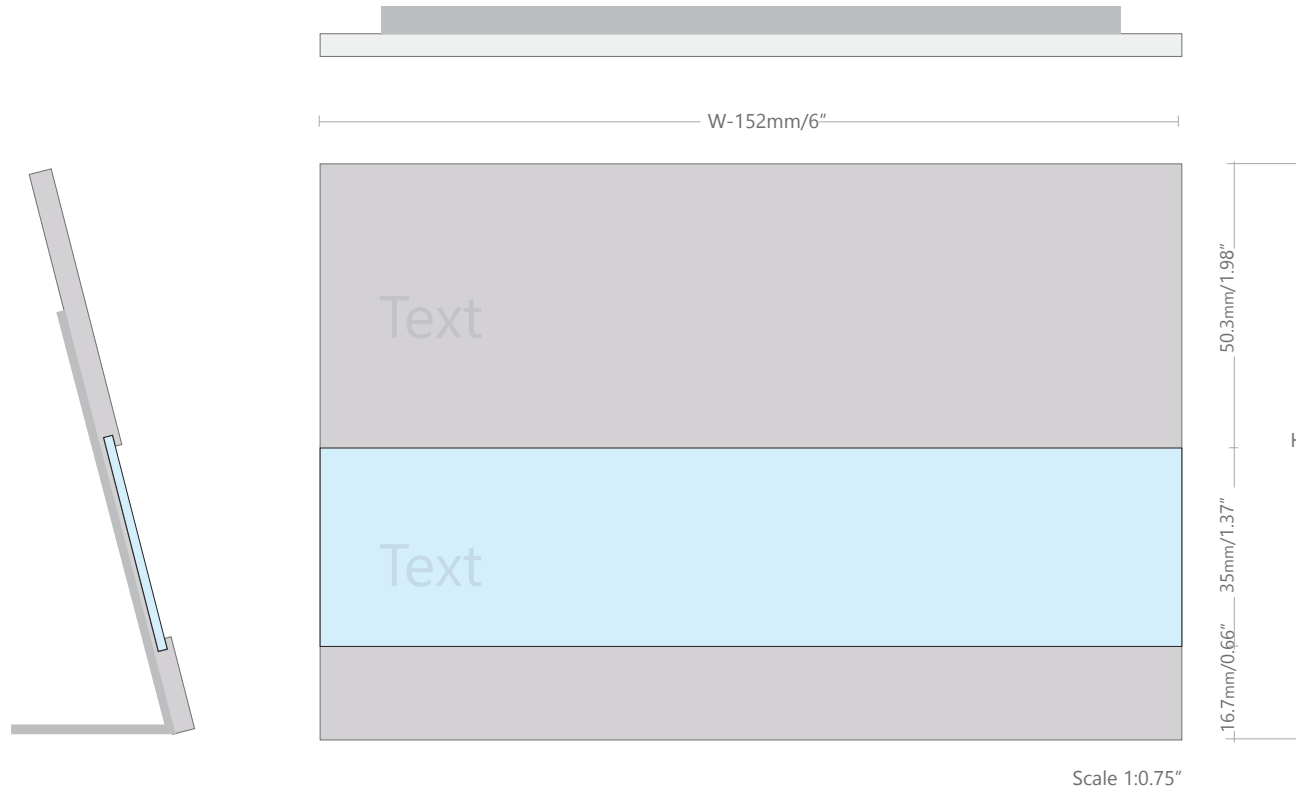 W-152mm/6"
50.3mm/1.98"
Text
H
35mm/1.37"
Text
16.7mm/0.66"
Scale 1:0.75"